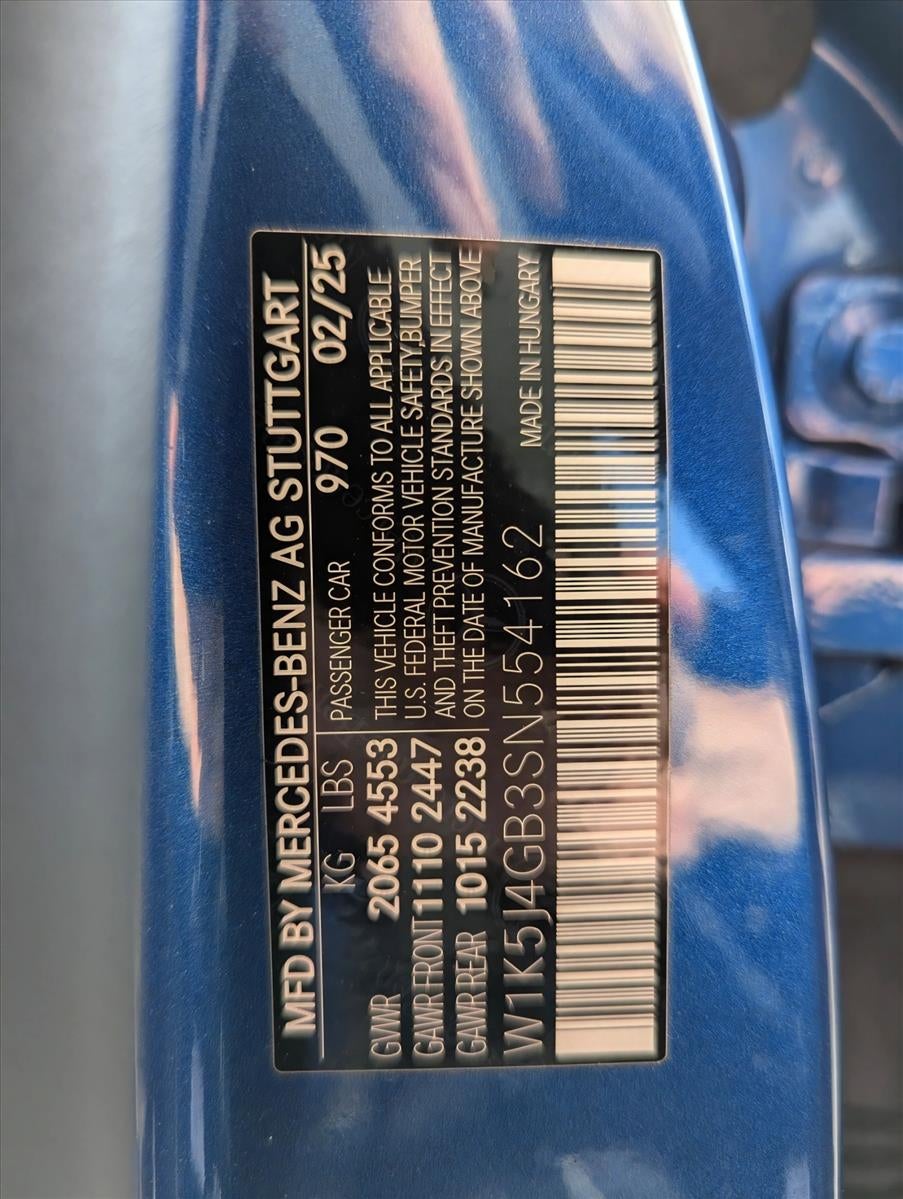 MFD BY MERCEDES-BENZ AG STUTTGART
KG LBS PASSENGER CAR 970 02/25
GVWR 2065 4553 THIS VEHICLE CONFORMS TO ALL APPLICABLE
GAWR FRONT 1110 2447 U.S. FEDERAL MOTOR VEHICLE SAFETY,BUMPER
AND THEFT PREVENTION STANDARDS IN EFFECT
GAWR REAR 1015 2238 ON THE DATE OF MANUFACTURE SHOWN ABOVE
W1K5J4GB3SN554162 MADE IN HUNGARY